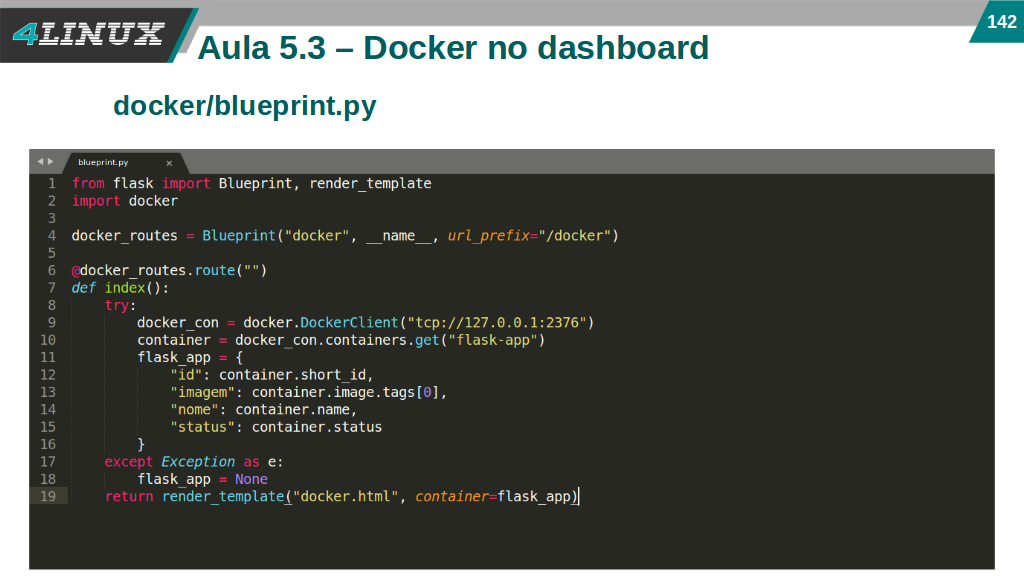 4LINUX
142
Aula 5.3 – Docker no dashboard
docker/blueprint.py
blueprint.py ×
1 from flask import Blueprint, render_template
2 import docker
3
4 docker_routes = Blueprint("docker", __name__, url_prefix="/docker")
5
6 @docker_routes.route("")
7 def index():
8     try:
9         docker_con = docker.DockerClient("tcp://127.0.0.1:2376")
10         container = docker_con.containers.get("flask-app")
11         flask_app = {
12             "id": container.short_id,
13             "imagem": container.image.tags[0],
14             "nome": container.name,
15             "status": container.status
16         }
17     except Exception as e:
18         flask_app = None
19     return render_template("docker.html", container=flask_app)